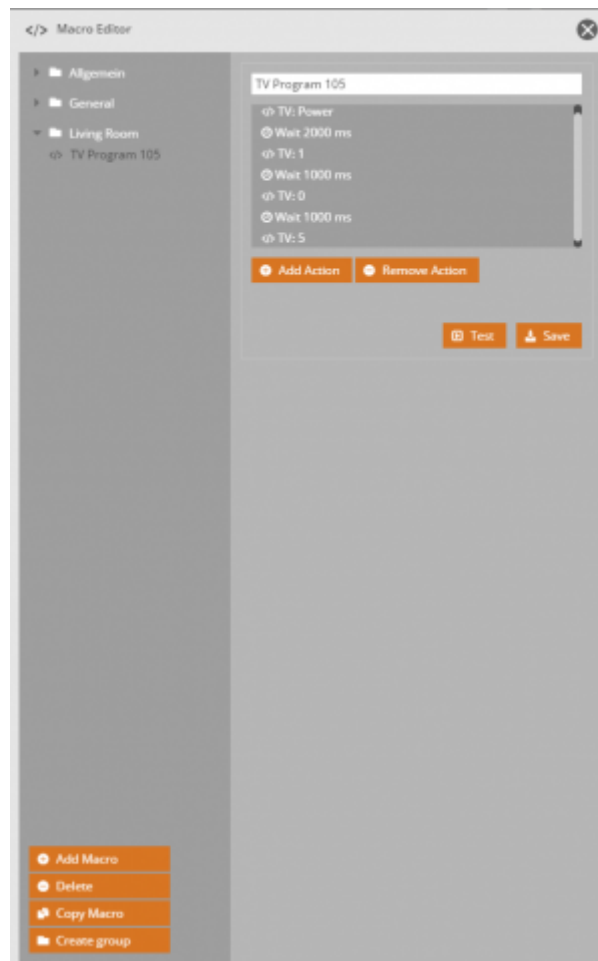 </> Macro Editor
Allgemein
General
Living Room
</> TV Program 105
TV Program 105
</> TV: Power
Wait 2000 ms
</> TV: 1
Wait 1000 ms
</> TV: 0
Wait 1000 ms
</> TV: 5
Add Action
Remove Action
Test
Save
Add Macro
Delete
Copy Macro
Create group